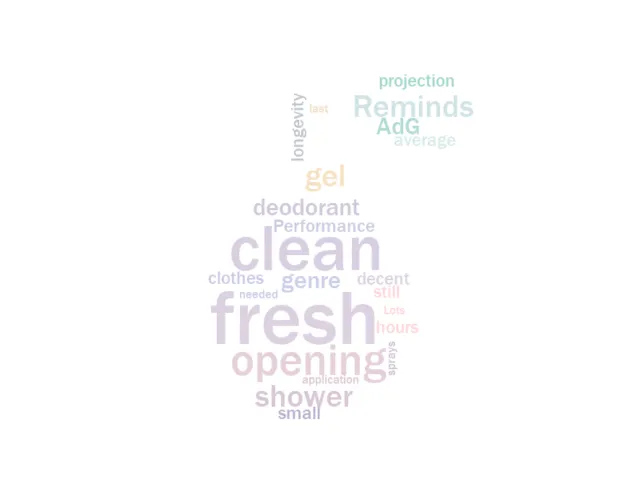 projection
Reminds
longevity
last
AdG
average
gel
deodorant
Performance
clean
clothes
genre
decent
needed
still
fresh
Lots
hours
opening
sprays
application
shower
small